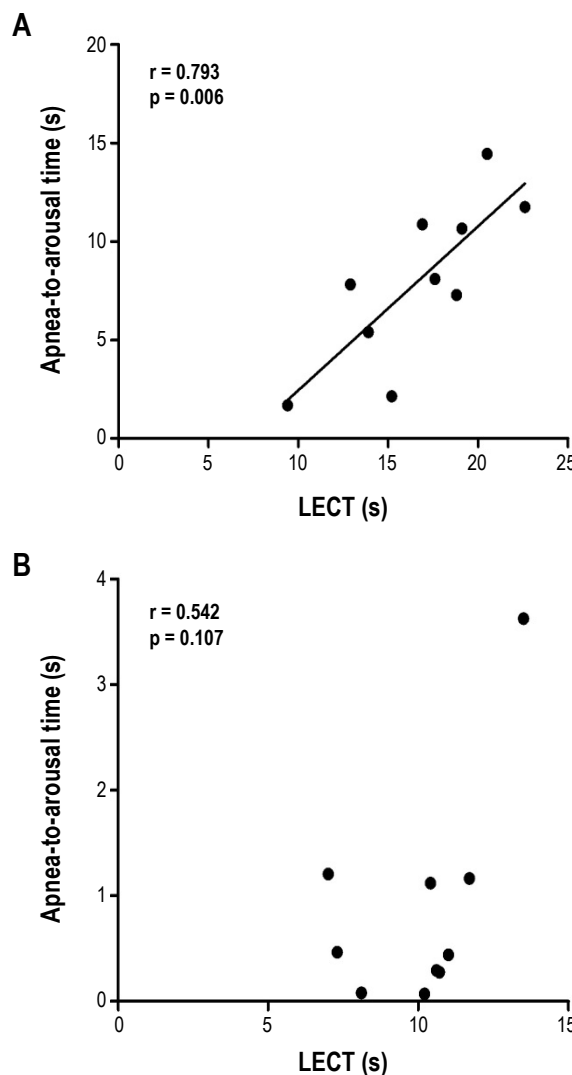 A
20
r = 0.793
p = 0.006
15
10
5
0
Apnea-to-arousal time (s)
0 5 10 15 20 25
LECT (s)
B
4
r = 0.542
p = 0.107
3
2
1
0
Apnea-to-arousal time (s)
0 5 10 15
LECT (s)